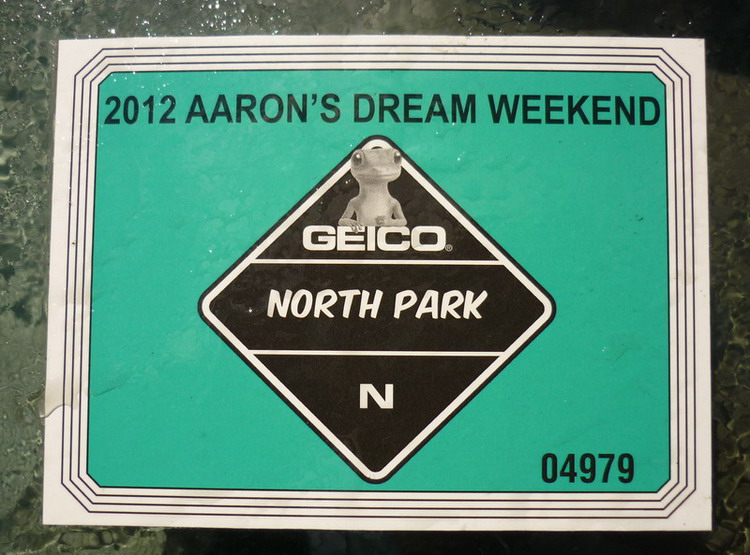 2012 AARON'S DREAM WEEKEND
GEICO®
NORTH PARK
N
04979